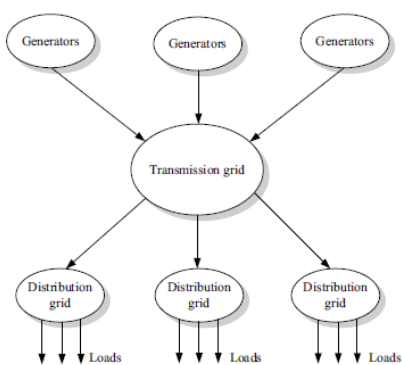 Generators
Generators
Generators
Transmission grid
Distribution
grid
Distribution
grid
Distribution
grid
Loads
Loads
Loads